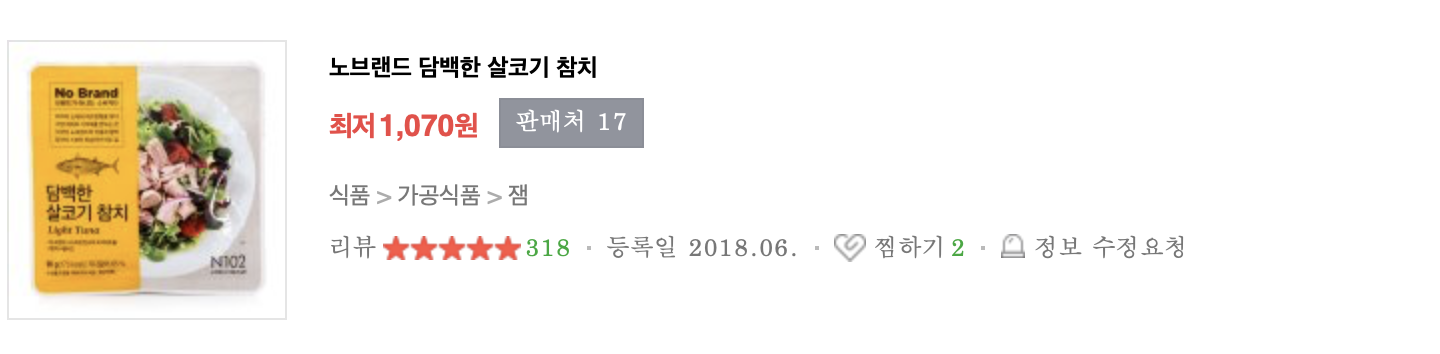 노브랜드 담백한 살코기 참치
최저 1,070원 판매처 17
식품 > 가공식품 > 잼
리뷰 ★★★★★ 318 · 등록일 2018.06. · 찜하기 2 · 정보 수정요청
No Brand
담백한
살코기 참치
Light Tuna
N102